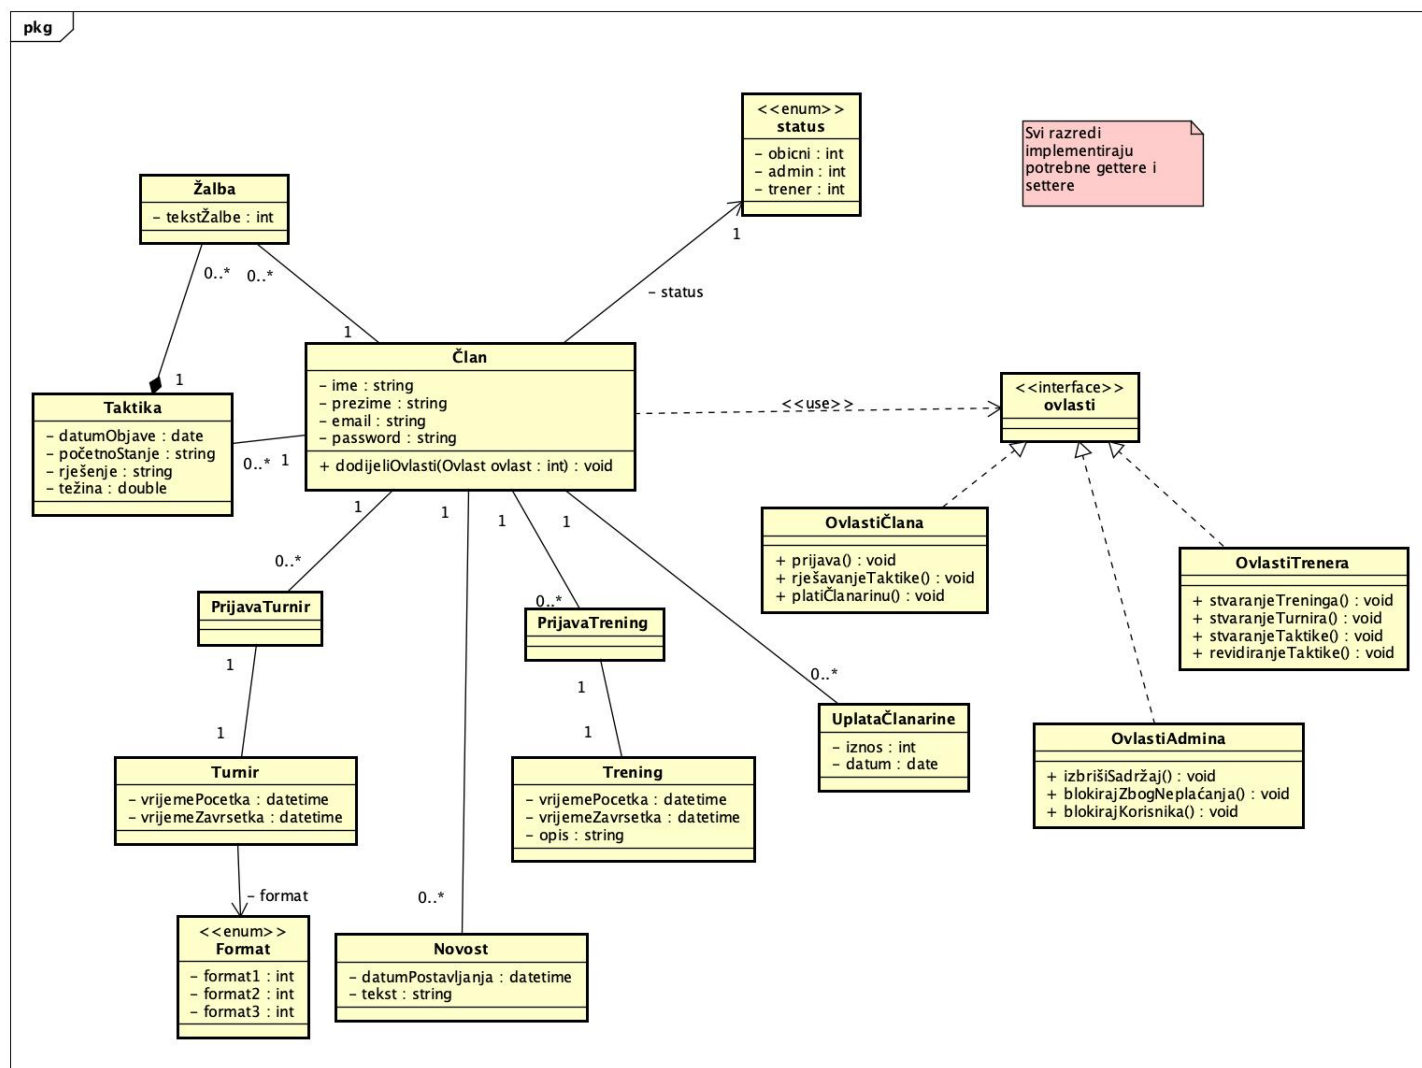 pkg
<<enum>>
status
- obicni : int
- admin : int
- trener : int
Svi razredi
implementiraju
potrebne gettere i
settere
Žalba
- tekstŽalbe : int
0..*
0..*
1
- status
1
1
Član
- ime : string
- prezime : string
- email : string
- password : string
+ dodijeliOvlasti(Ovlast ovlast : int) : void
<<use>>
<<interface>>
ovlasti
Taktika
- datumObjave : date
- početnoStanje : string
- rješenje : string
- težina : double
0..*
1
1
1
1
1
OvlastiČlana
+ prijava() : void
+ rješavanjeTaktike() : void
+ platiČlanarinu() : void
OvlastiTrenera
+ stvaranjeTreninga() : void
+ stvaranjeTurnira() : void
+ stvaranjeTaktike() : void
+ revidiranjeTaktike() : void
0..*
PrijavaTurnir
0..*
PrijavaTrening
0..*
1
1
1
1
UplataČlanarine
- iznos : int
- datum : date
OvlastiAdmina
+ izbrišiSadržaj() : void
+ blokirajZbogNeplaćanja() : void
+ blokirajKorisnika() : void
Turnir
- vrijemePocetka : datetime
- vrijemeZavrsetka : datetime
Trening
- vrijemePocetka : datetime
- vrijemeZavrsetka : datetime
- opis : string
- format
0..*
<<enum>>
Format
- format1 : int
- format2 : int
- format3 : int
Novost
- datumPostavljanja : datetime
- tekst : string